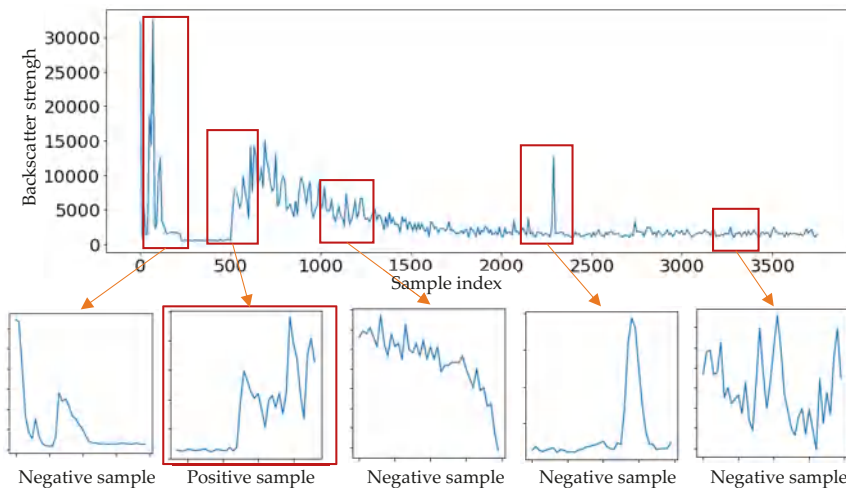 30000
25000
20000
15000
10000
5000
0
Backscatter strengh
0 500 1000 1500 2000 2500 3000 3500
Sample index
Negative sample Positive sample Negative sample Negative sample Negative sample